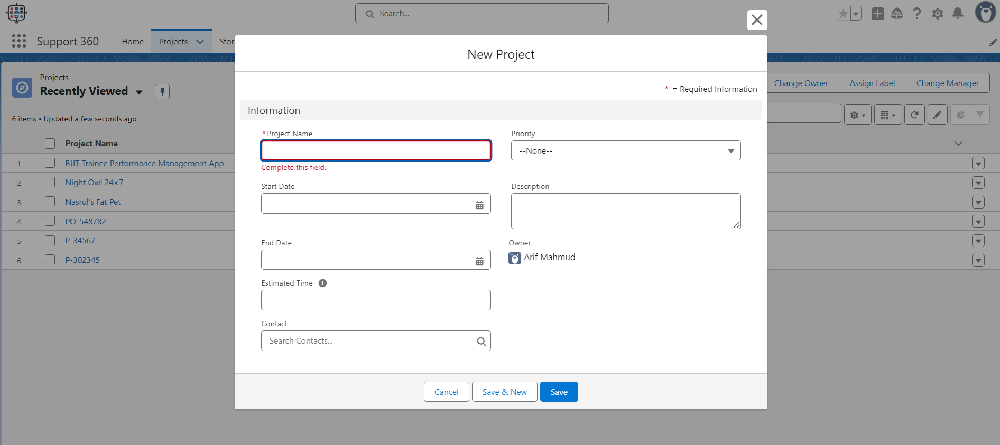 Search...
Support 360
Home
Projects
Stor
Projects
Recently Viewed
6 items • Updated a few seconds ago
Change Owner
Assign Label
Change Manager
Project Name
1 BJIT Trainee Performance Management App
2 Night Owl 24×7
3 Nasrul's Fat Pet
4 PO-548782
5 P-34567
6 P-302345
New Project
* = Required Information
Information
* Project Name
Complete this field.
Priority
--None--
Start Date
Description
End Date
Owner
Arif Mahmud
Estimated Time
Contact
Search Contacts...
Cancel
Save & New
Save